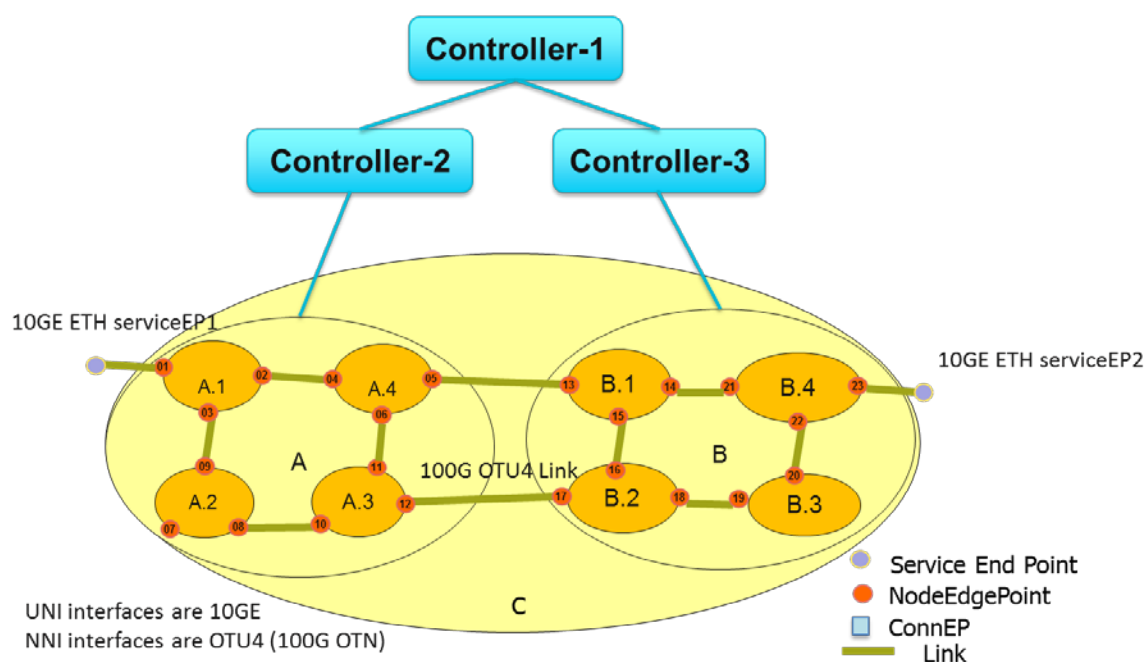 Controller-1
Controller-2
Controller-3
10GE ETH serviceEP1
10GE ETH serviceEP2
01
A.1
02
04
A.4
05
13
B.1
14
21
B.4
23
03
06
15
22
09
A
11
100G OTU4 Link
16
B
20
A.2
A.3
12
17
B.2
18
19
B.3
07
08
10
C
Service End Point
NodeEdgePoint
ConnEP
Link
UNI interfaces are 10GE
NNI interfaces are OTU4 (100G OTN)